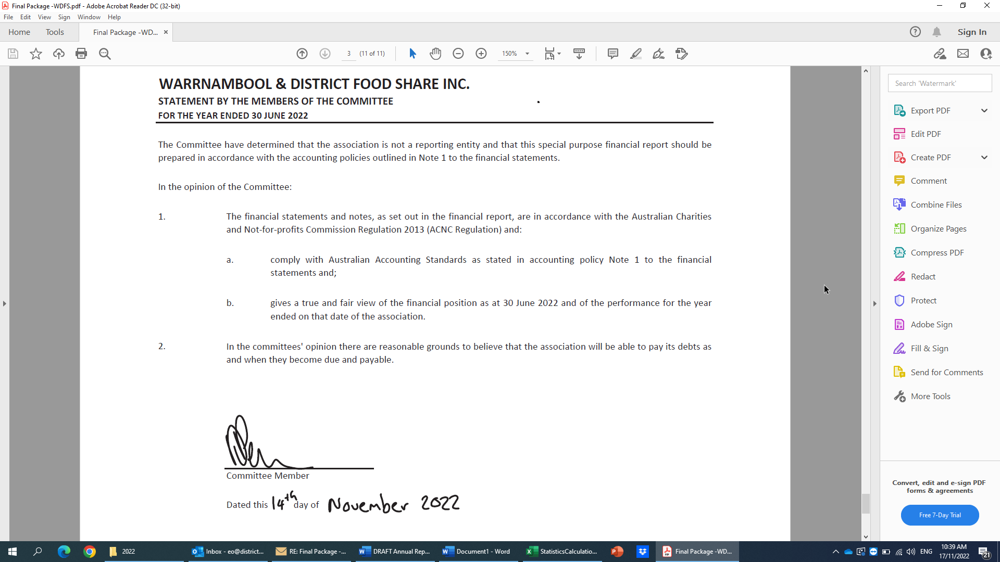 Final Package -WDFS.pdf - Adobe Acrobat Reader DC (32-bit)
File Edit View Sign Window Help
Home Tools Final Package -WD... × Sign In
3 (11 of 11) 150%
WARRNAMBOOL & DISTRICT FOOD SHARE INC.
STATEMENT BY THE MEMBERS OF THE COMMITTEE
FOR THE YEAR ENDED 30 JUNE 2022
The Committee have determined that the association is not a reporting entity and that this special purpose financial report should be
prepared in accordance with the accounting policies outlined in Note 1 to the financial statements.
In the opinion of the Committee:
1. The financial statements and notes, as set out in the financial report, are in accordance with the Australian Charities
and Not-for-profits Commission Regulation 2013 (ACNC Regulation) and:
a. comply with Australian Accounting Standards as stated in accounting policy Note 1 to the financial
statements and;
b. gives a true and fair view of the financial position as at 30 June 2022 and of the performance for the year
ended on that date of the association.
2. In the committees' opinion there are reasonable grounds to believe that the association will be able to pay its debts as
and when they become due and payable.
Committee Member
Dated this 14th day of November 2022
Search 'Watermark'
Export PDF
Edit PDF
Create PDF
Comment
Combine Files
Organize Pages
Compress PDF
Redact
Protect
Adobe Sign
Fill & Sign
Send for Comments
More Tools
Convert, edit and e-sign PDF
forms & agreements
Free 7-Day Trial
2022 Inbox - eo@district... RE: Final Package -... DRAFT Annual Rep... Document1 - Word StatisticsCalculatio... Final Package -WD... ENG
10:39 AM
17/11/2022
21